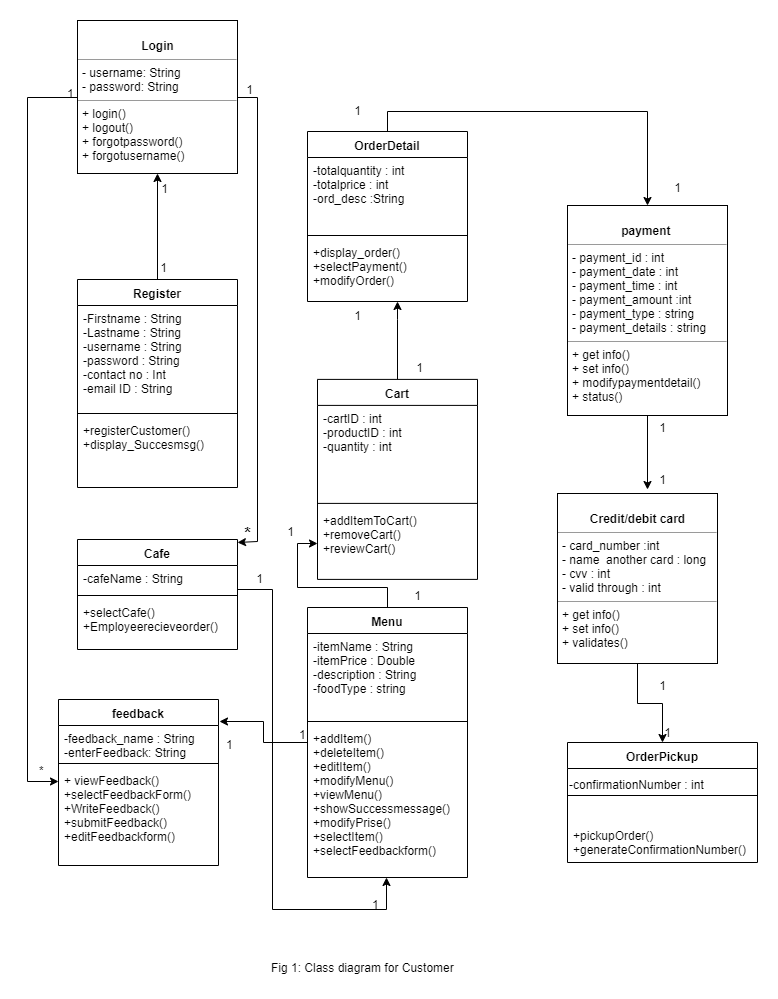 Login
- username: String
- password: String
+ login()
+ logout()
+ forgotpassword()
+ forgotusername()
1
1
1
1
Register
-Firstname : String
-Lastname : String
-username : String
-password : String
-contact no : Int
-email ID : String
+registerCustomer()
+display_Succesmsg()
*
Cafe
-cafeName : String
+selectCafe()
+Employeerecieveorder()
1
feedback
-feedback_name : String
-enterFeedback: String
+ viewFeedback()
+selectFeedbackForm()
+WriteFeedback()
+submitFeedback()
+editFeedbackform()
*
1
1
OrderDetail
-totalquantity : int
-totalprice : int
-ord_desc :String
+display_order()
+selectPayment()
+modifyOrder()
1
1
Cart
-cartID : int
-productID : int
-quantity : int
+addItemToCart()
+removeCart()
+reviewCart()
1
1
Menu
-itemName : String
-itemPrice : Double
-description : String
-foodType : string
+addItem()
+deleteItem()
+editItem()
+modifyMenu()
+viewMenu()
+showSuccessmessage()
+modifyPrise()
+selectItem()
+selectFeedbackform()
1
1
1
payment
- payment_id : int
- payment_date : int
- payment_time : int
- payment_amount :int
- payment_type : string
- payment_details : string
+ get info()
+ set info()
+ modifypaymentdetail()
+ status()
1
1
Credit/debit card
- card_number :int
- name  another card : long
- cvv : int
- valid through : int
+ get info()
+ set info()
+ validates()
1
1
OrderPickup
-confirmationNumber : int
+pickupOrder()
+generateConfirmationNumber()
Fig 1: Class diagram for Customer